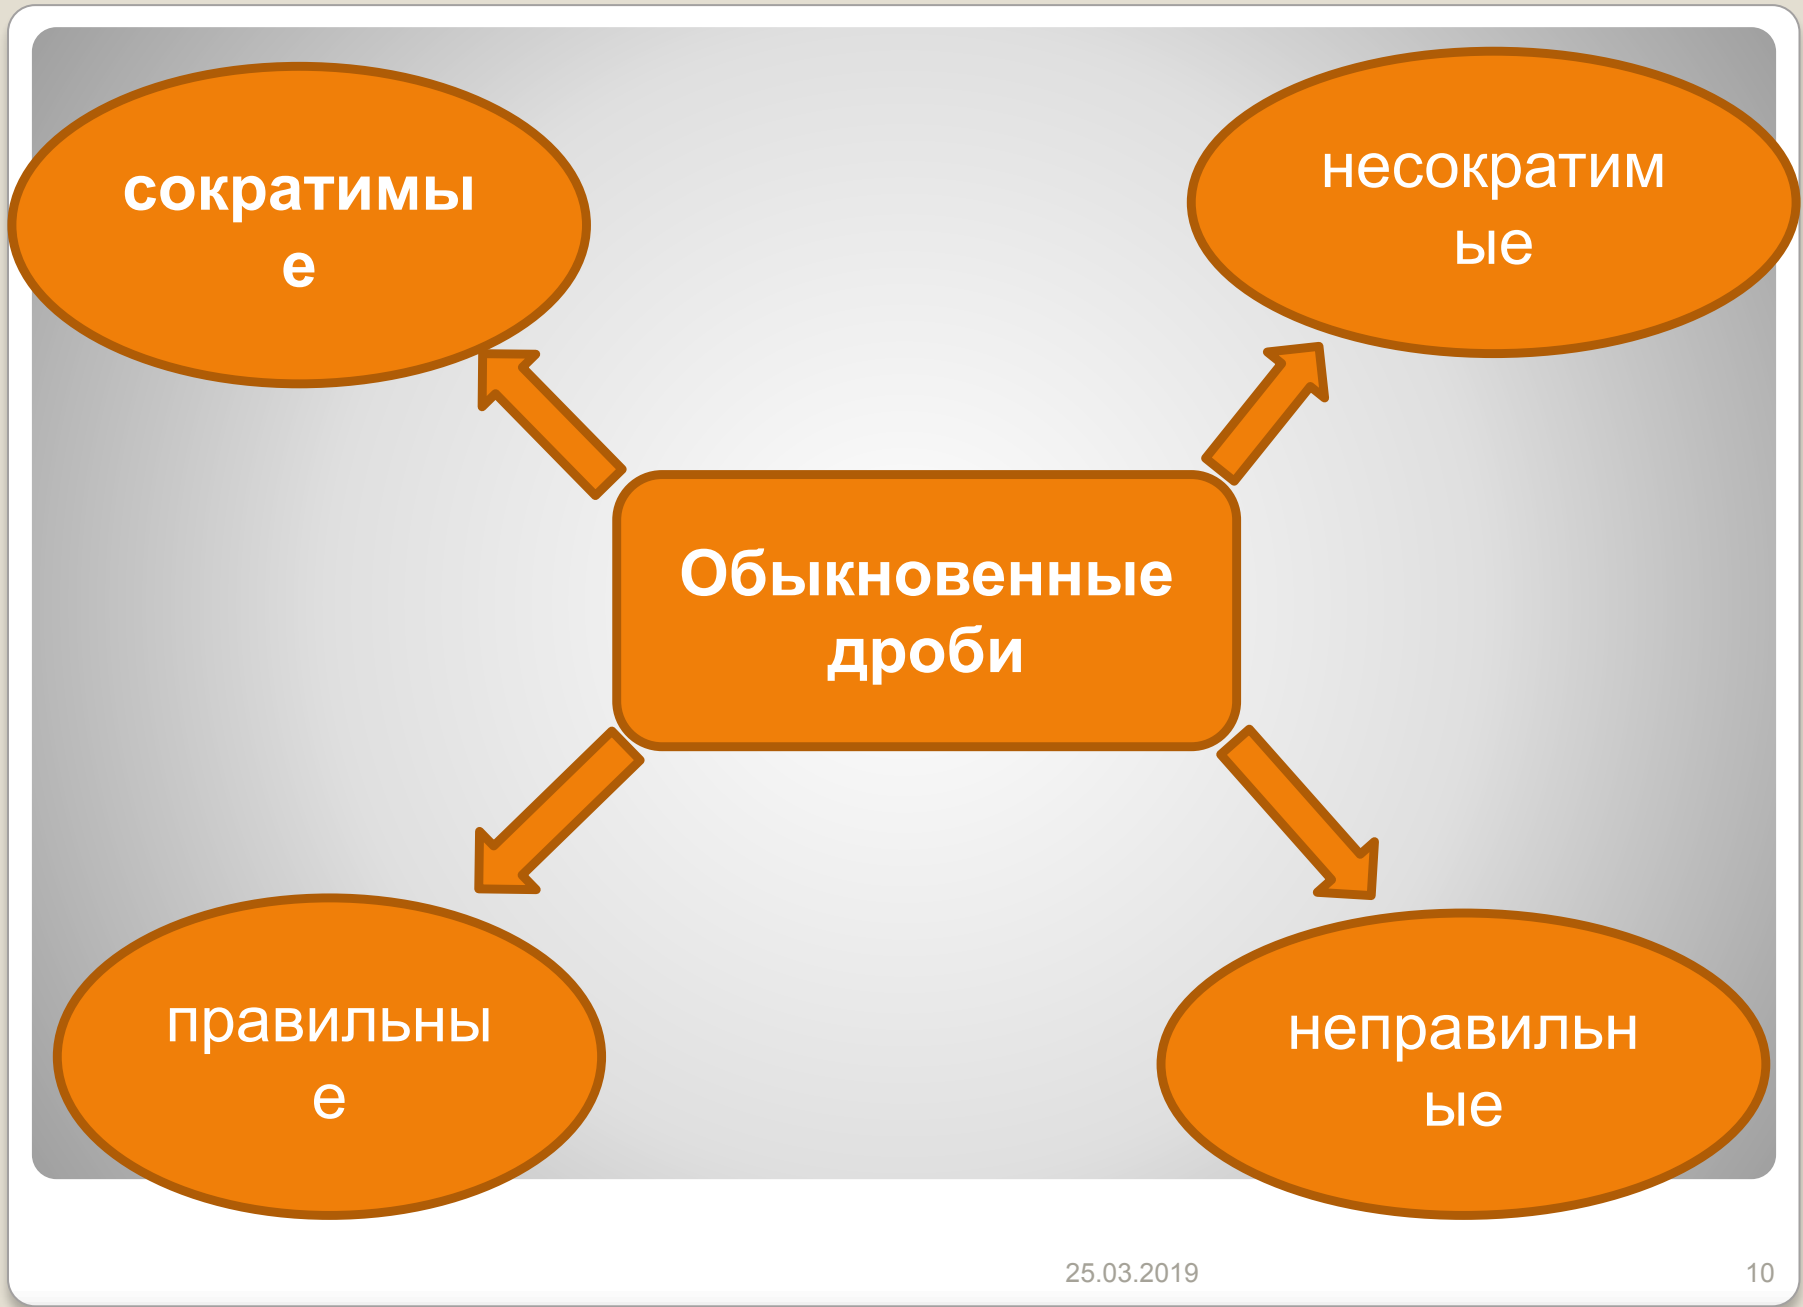 сократимы
е
несократим
ые
Обыкновенные
дроби
правильны
е
неправильн
ые
25.03.2019
10